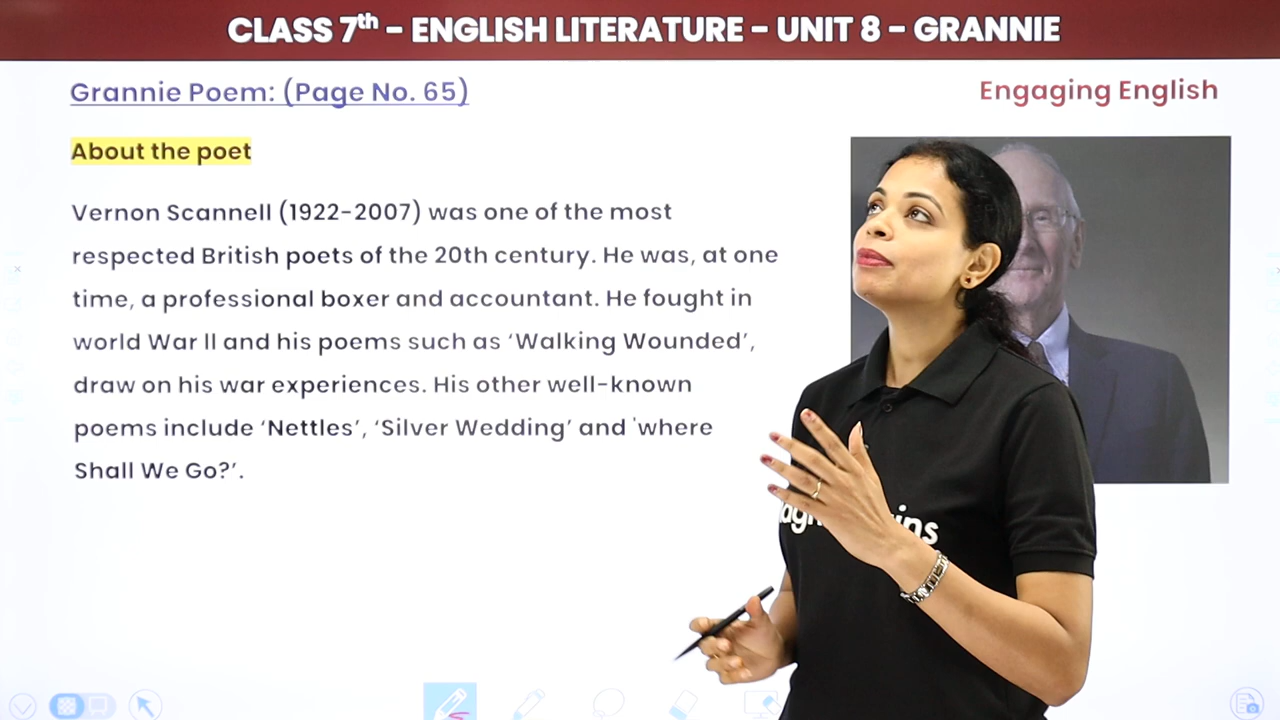 CLASS 7th - ENGLISH LITERATURE - UNIT 8 - GRANNIE
Grannie Poem: (Page No. 65)
Engaging English
About the poet
Vernon Scannell (1922-2007) was one of the most
respected British poets of the 20th century. He was, at one
time, a professional boxer and accountant. He fought in
world War ll and his poems such as ‘Walking Wounded’,
draw on his war experiences. His other well-known
poems include ‘Nettles’, ‘Silver Wedding’ and 'where
Shall We Go?’.